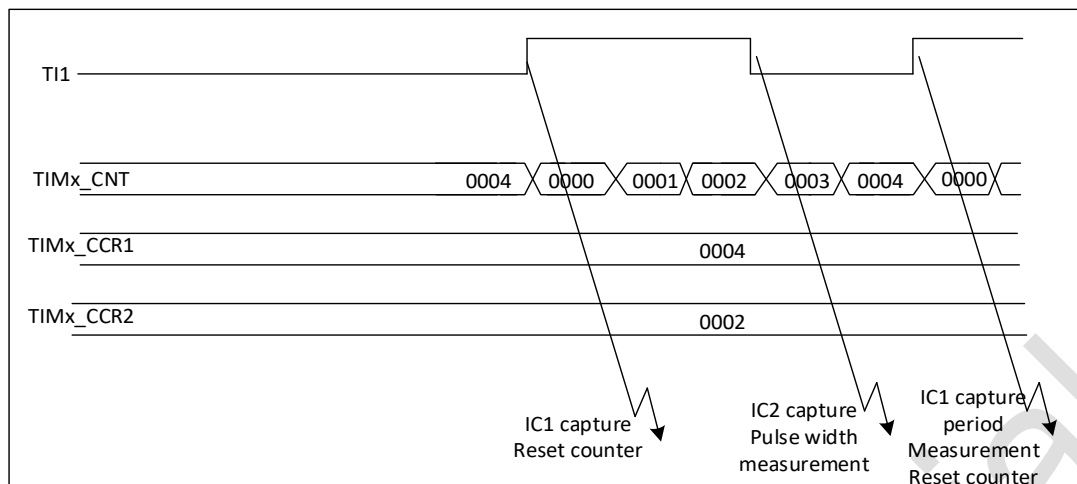 TI1
TIMx_CNT
0004 0000 0001 0002 0003 0004 0000
TIMx_CCR1
0004
TIMx_CCR2
0002
IC1 capture
Reset counter
IC2 capture
Pulse width
measurement
IC1 capture
period
Measurement
Reset counter